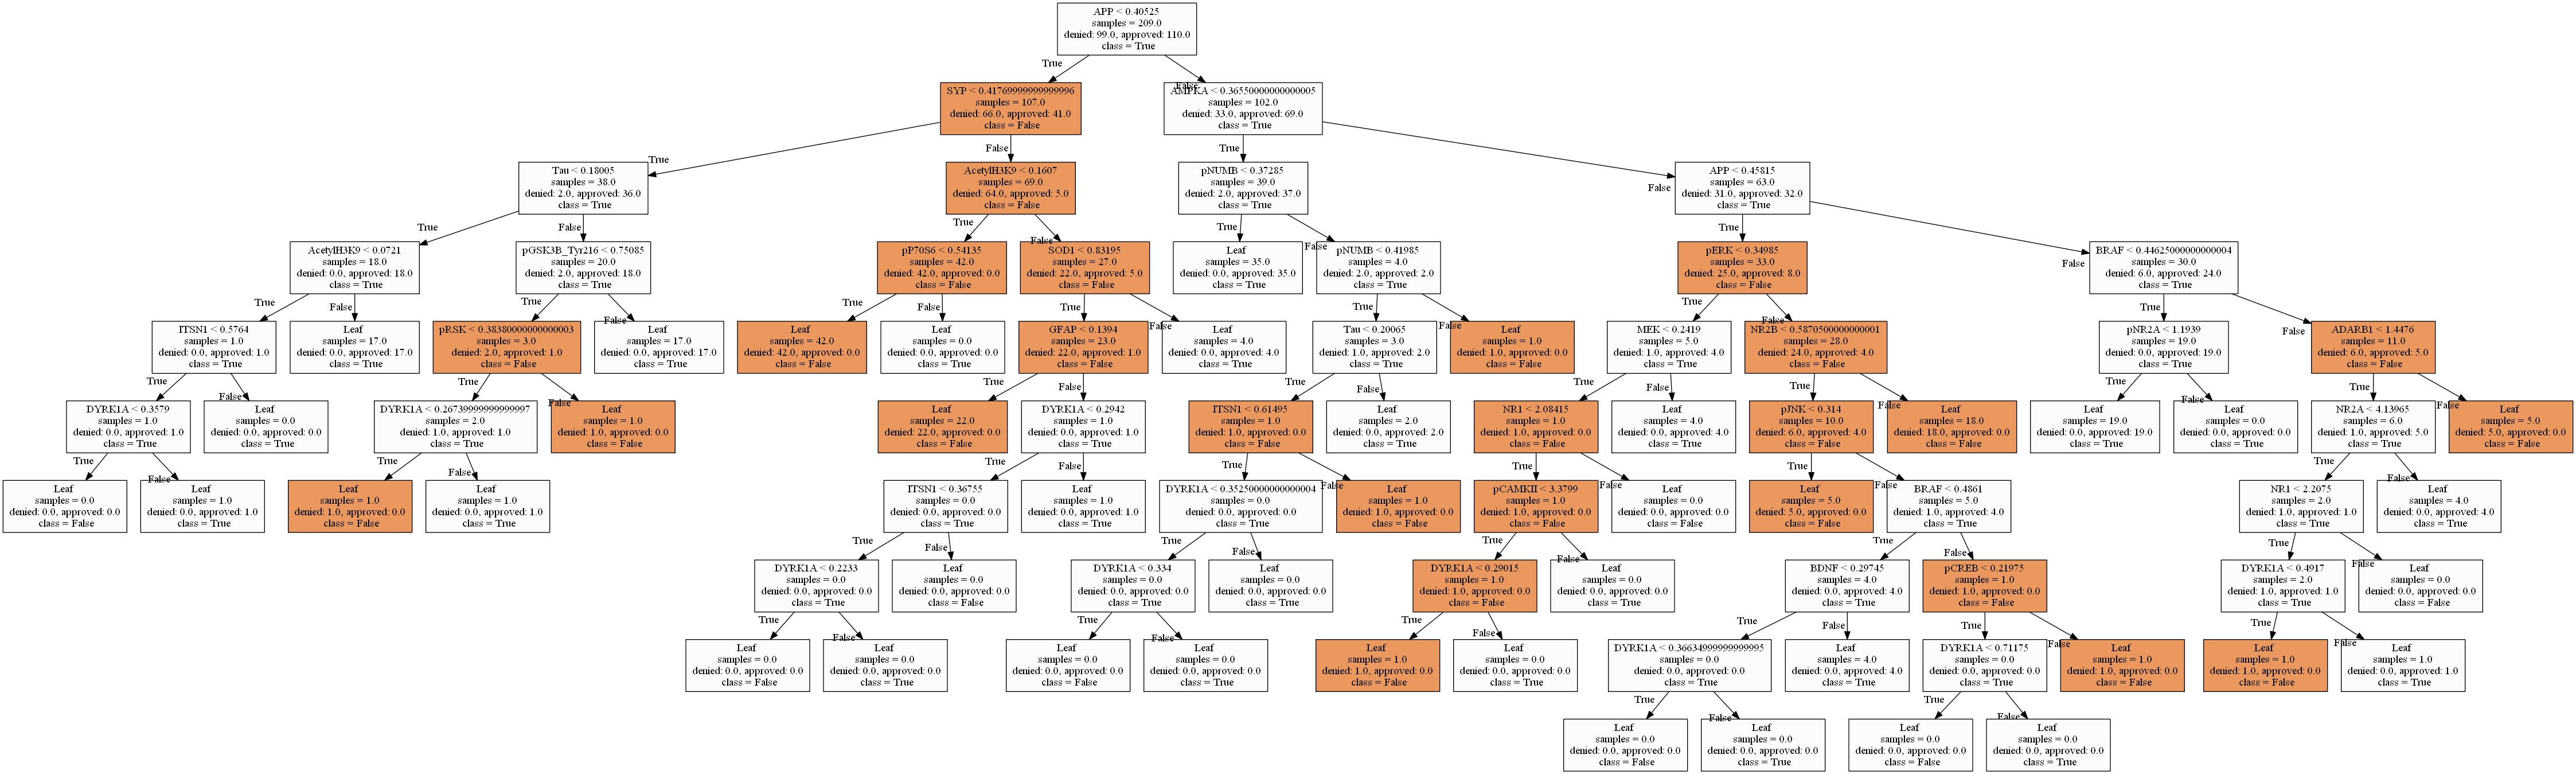 APP < 0.40525
samples = 209.0
denied: 99.0, approved: 110.0
class = True
True
False
SYP < 0.41769999999999996
samples = 107.0
denied: 66.0, approved: 41.0
class = False
AMPKA < 0.36550000000000005
samples = 102.0
denied: 33.0, approved: 69.0
class = True
True
False
True
False
Tau < 0.18005
samples = 38.0
denied: 2.0, approved: 36.0
class = True
AcetylH3K9 < 0.1607
samples = 69.0
denied: 64.0, approved: 5.0
class = False
pNUMB < 0.37285
samples = 39.0
denied: 2.0, approved: 37.0
class = True
APP < 0.45815
samples = 63.0
denied: 31.0, approved: 32.0
class = True
True
False
True
False
True
False
True
False
AcetylH3K9 < 0.0721
samples = 18.0
denied: 0.0, approved: 18.0
class = True
pGSK3B_Tyr216 < 0.75085
samples = 20.0
denied: 2.0, approved: 18.0
class = True
pP70S6 < 0.54135
samples = 42.0
denied: 42.0, approved: 0.0
class = False
SOD1 < 0.83195
samples = 27.0
denied: 22.0, approved: 5.0
class = False
Leaf
samples = 35.0
denied: 0.0, approved: 35.0
class = True
pNUMB < 0.41985
samples = 4.0
denied: 2.0, approved: 2.0
class = True
pERK < 0.34985
samples = 33.0
denied: 25.0, approved: 8.0
class = False
BRAF < 0.44625000000000004
samples = 30.0
denied: 6.0, approved: 24.0
class = True
True
False
True
False
True
False
True
False
True
False
True
False
True
False
ITSN1 < 0.5764
samples = 1.0
denied: 0.0, approved: 1.0
class = True
Leaf
samples = 17.0
denied: 0.0, approved: 17.0
class = True
pRSK < 0.38380000000000003
samples = 3.0
denied: 2.0, approved: 1.0
class = False
Leaf
samples = 17.0
denied: 0.0, approved: 17.0
class = True
Leaf
samples = 42.0
denied: 42.0, approved: 0.0
class = False
Leaf
samples = 0.0
denied: 0.0, approved: 0.0
class = True
GFAP < 0.1394
samples = 23.0
denied: 22.0, approved: 1.0
class = False
Leaf
samples = 4.0
denied: 0.0, approved: 4.0
class = True
Tau < 0.20065
samples = 3.0
denied: 1.0, approved: 2.0
class = True
Leaf
samples = 1.0
denied: 1.0, approved: 0.0
class = False
MEK < 0.2419
samples = 5.0
denied: 1.0, approved: 4.0
class = True
NR2B < 0.5870500000000001
samples = 28.0
denied: 24.0, approved: 4.0
class = False
pNR2A < 1.1939
samples = 19.0
denied: 0.0, approved: 19.0
class = True
ADARB1 < 1.4476
samples = 11.0
denied: 6.0, approved: 5.0
class = False
True
False
True
False
True
False
True
False
True
False
True
False
True
False
True
False
DYRK1A < 0.3579
samples = 1.0
denied: 0.0, approved: 1.0
class = True
Leaf
samples = 0.0
denied: 0.0, approved: 0.0
class = True
DYRK1A < 0.26739999999999997
samples = 2.0
denied: 1.0, approved: 1.0
class = True
Leaf
samples = 1.0
denied: 1.0, approved: 0.0
class = False
Leaf
samples = 22.0
denied: 22.0, approved: 0.0
class = False
DYRK1A < 0.2942
samples = 1.0
denied: 0.0, approved: 1.0
class = True
ITSN1 < 0.61495
samples = 1.0
denied: 1.0, approved: 0.0
class = False
Leaf
samples = 2.0
denied: 0.0, approved: 2.0
class = True
NR1 < 2.08415
samples = 1.0
denied: 1.0, approved: 0.0
class = False
Leaf
samples = 4.0
denied: 0.0, approved: 4.0
class = True
pJNK < 0.314
samples = 10.0
denied: 6.0, approved: 4.0
class = False
Leaf
samples = 18.0
denied: 18.0, approved: 0.0
class = False
Leaf
samples = 19.0
denied: 0.0, approved: 19.0
class = True
Leaf
samples = 0.0
denied: 0.0, approved: 0.0
class = True
NR2A < 4.13965
samples = 6.0
denied: 1.0, approved: 5.0
class = True
Leaf
samples = 5.0
denied: 5.0, approved: 0.0
class = False
True
False
True
False
True
False
True
False
True
False
True
False
True
False
Leaf
samples = 0.0
denied: 0.0, approved: 0.0
class = False
Leaf
samples = 1.0
denied: 0.0, approved: 1.0
class = True
Leaf
samples = 1.0
denied: 1.0, approved: 0.0
class = False
Leaf
samples = 1.0
denied: 0.0, approved: 1.0
class = True
ITSN1 < 0.36755
samples = 0.0
denied: 0.0, approved: 0.0
class = True
Leaf
samples = 1.0
denied: 0.0, approved: 1.0
class = True
DYRK1A < 0.35250000000000004
samples = 0.0
denied: 0.0, approved: 0.0
class = True
Leaf
samples = 1.0
denied: 1.0, approved: 0.0
class = False
pCAMKII < 3.3799
samples = 1.0
denied: 1.0, approved: 0.0
class = False
Leaf
samples = 0.0
denied: 0.0, approved: 0.0
class = False
Leaf
samples = 5.0
denied: 5.0, approved: 0.0
class = False
BRAF < 0.4861
samples = 5.0
denied: 1.0, approved: 4.0
class = True
NR1 < 2.2075
samples = 2.0
denied: 1.0, approved: 1.0
class = True
Leaf
samples = 4.0
denied: 0.0, approved: 4.0
class = True
True
False
True
False
True
False
True
False
True
False
DYRK1A < 0.2233
samples = 0.0
denied: 0.0, approved: 0.0
class = True
Leaf
samples = 0.0
denied: 0.0, approved: 0.0
class = False
DYRK1A < 0.334
samples = 0.0
denied: 0.0, approved: 0.0
class = True
Leaf
samples = 0.0
denied: 0.0, approved: 0.0
class = True
DYRK1A < 0.29015
samples = 1.0
denied: 1.0, approved: 0.0
class = False
Leaf
samples = 0.0
denied: 0.0, approved: 0.0
class = True
BDNF < 0.29745
samples = 4.0
denied: 0.0, approved: 4.0
class = True
pCREB < 0.21975
samples = 1.0
denied: 1.0, approved: 0.0
class = False
DYRK1A < 0.4917
samples = 2.0
denied: 1.0, approved: 1.0
class = True
Leaf
samples = 0.0
denied: 0.0, approved: 0.0
class = False
True
False
True
False
True
False
True
False
True
False
True
False
Leaf
samples = 0.0
denied: 0.0, approved: 0.0
class = False
Leaf
samples = 0.0
denied: 0.0, approved: 0.0
class = True
Leaf
samples = 0.0
denied: 0.0, approved: 0.0
class = False
Leaf
samples = 0.0
denied: 0.0, approved: 0.0
class = True
Leaf
samples = 1.0
denied: 1.0, approved: 0.0
class = False
Leaf
samples = 0.0
denied: 0.0, approved: 0.0
class = True
DYRK1A < 0.36634999999999995
samples = 0.0
denied: 0.0, approved: 0.0
class = True
Leaf
samples = 4.0
denied: 0.0, approved: 4.0
class = True
DYRK1A < 0.71175
samples = 0.0
denied: 0.0, approved: 0.0
class = True
Leaf
samples = 1.0
denied: 1.0, approved: 0.0
class = False
Leaf
samples = 1.0
denied: 1.0, approved: 0.0
class = False
Leaf
samples = 1.0
denied: 0.0, approved: 1.0
class = True
True
False
True
False
Leaf
samples = 0.0
denied: 0.0, approved: 0.0
class = False
Leaf
samples = 0.0
denied: 0.0, approved: 0.0
class = True
Leaf
samples = 0.0
denied: 0.0, approved: 0.0
class = False
Leaf
samples = 0.0
denied: 0.0, approved: 0.0
class = True